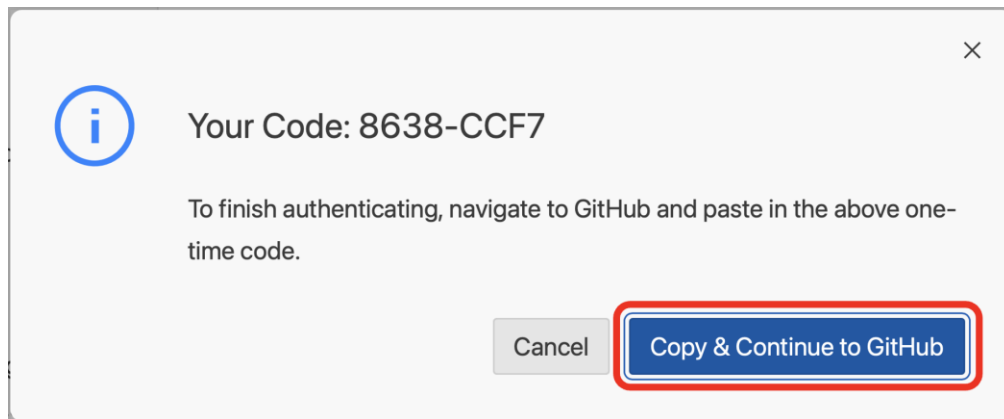 Your Code: 8638-CCF7
To finish authenticating, navigate to GitHub and paste in the above one-
time code.
Cancel
Copy & Continue to GitHub